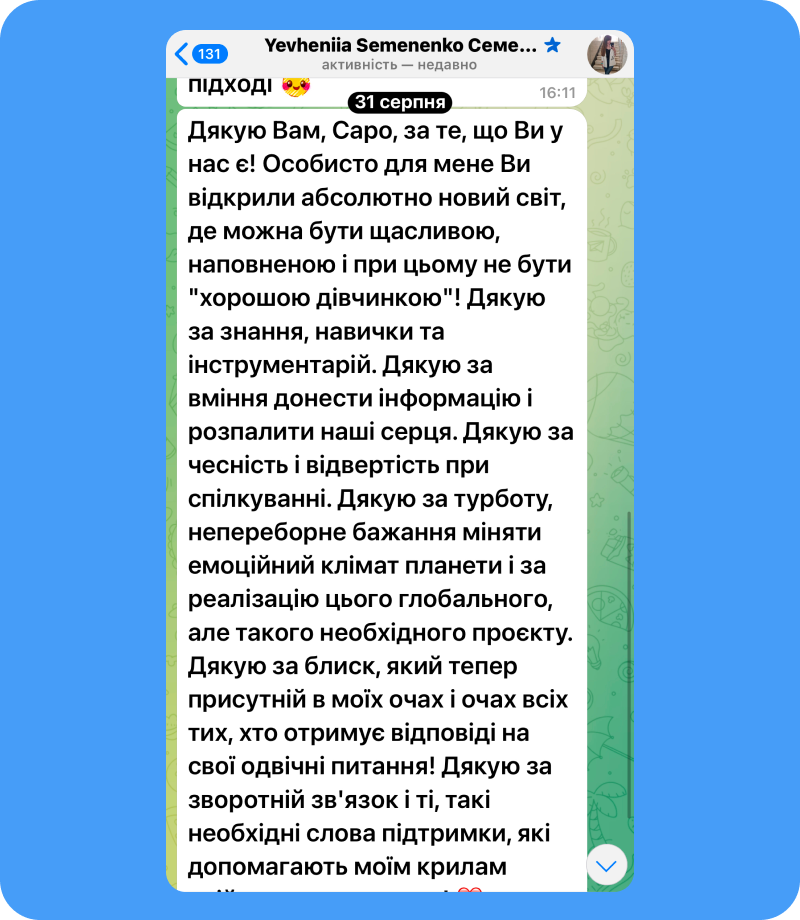 131
Yevheniia Semenenko Семе...
активність — недавно
підході
16:11
31 серпня
Дякую Вам, Саро, за те, що Ви у
нас є! Особисто для мене Ви
відкрили абсолютно новий світ,
де можна бути щасливою,
наповненою і при цьому не бути
"хорошою дівчинкою"! Дякую
за знання, навички та
інструментарій. Дякую за
вміння донести інформацію і
розпалити наші серця. Дякую за
чесність і відвертість при
спілкуванні. Дякую за турботу,
непереборне бажання міняти
емоційний клімат планети і за
реалізацію цього глобального,
але такого необхідного проєкту.
Дякую за блиск, який тепер
присутній в моїх очах і очах всіх
тих, хто отримує відповіді на
свої одвічні питання! Дякую за
зворотній зв'язок і ті, такі
необхідні слова підтримки, які
допомагають моїм крилам